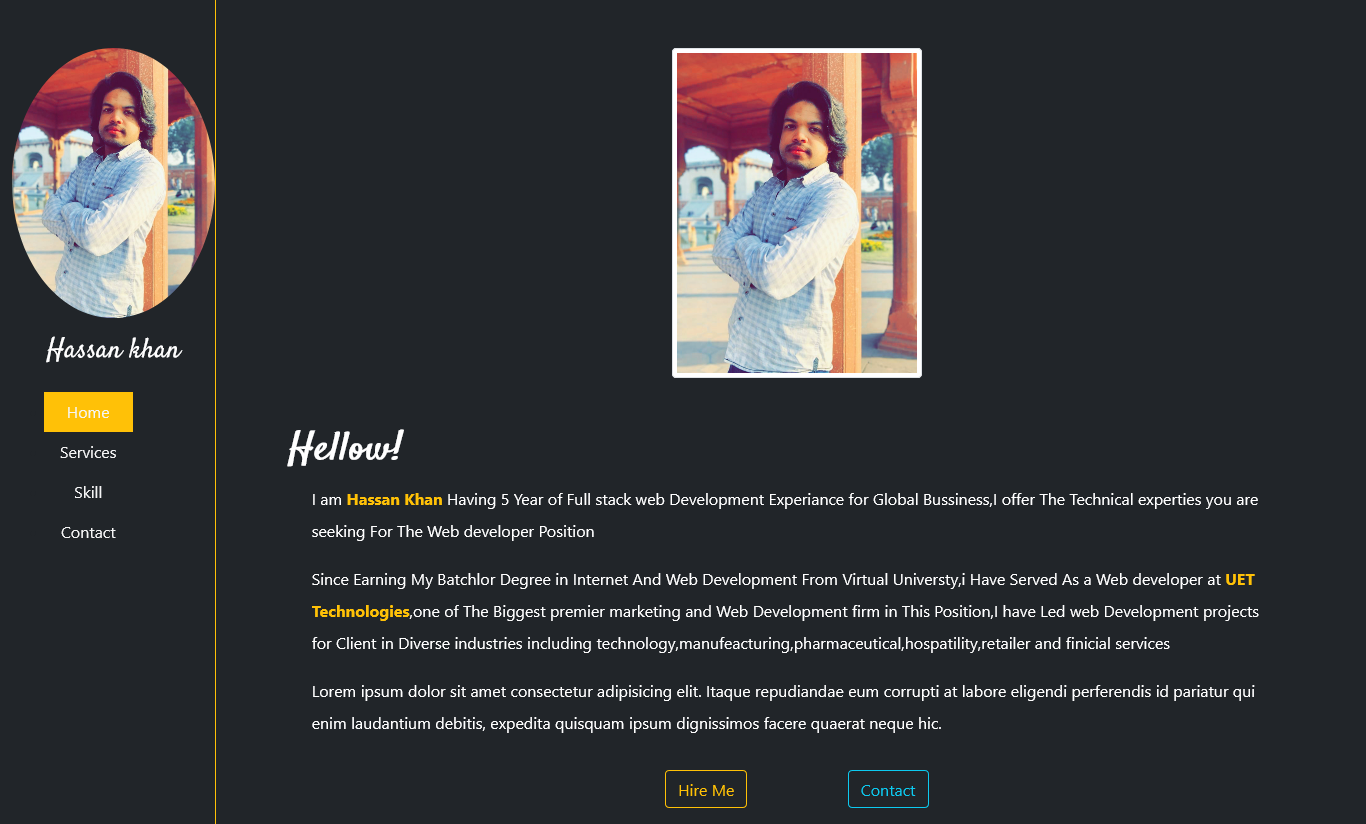 Hassan khan
Home
Services
Skill
Contact
Hellow!
I am Hassan Khan Having 5 Year of Full stack web Development Experiance for Global Bussiness,I offer The Technical experties you are
seeking For The Web developer Position
Since Earning My Batchlor Degree in Internet And Web Development From Virtual Universty,i Have Served As a Web developer at UET
Technologies,one of The Biggest premier marketing and Web Development firm in This Position,I have Led web Development projects
for Client in Diverse industries including technology,manufeacturing,pharmaceutical,hospatility,retailer and finicial services
Lorem ipsum dolor sit amet consectetur adipisicing elit. Itaque repudiandae eum corrupti at labore eligendi perferendis id pariatur qui
enim laudantium debitis, expedita quisquam ipsum dignissimos facere quaerat neque hic.
Hire Me
Contact